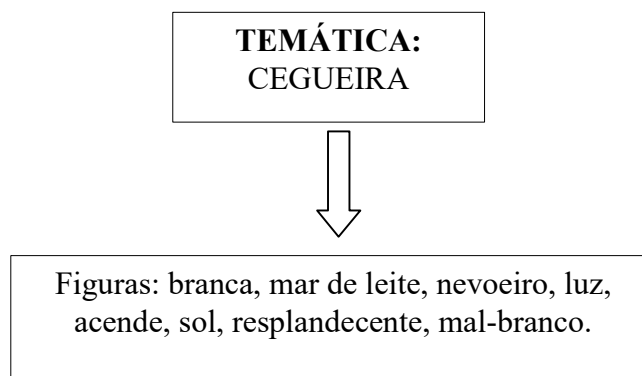 TEMÁTICA:
CEGUEIRA
Figuras: branca, mar de leite, nevoeiro, luz,
acende, sol, resplandecente, mal-branco.